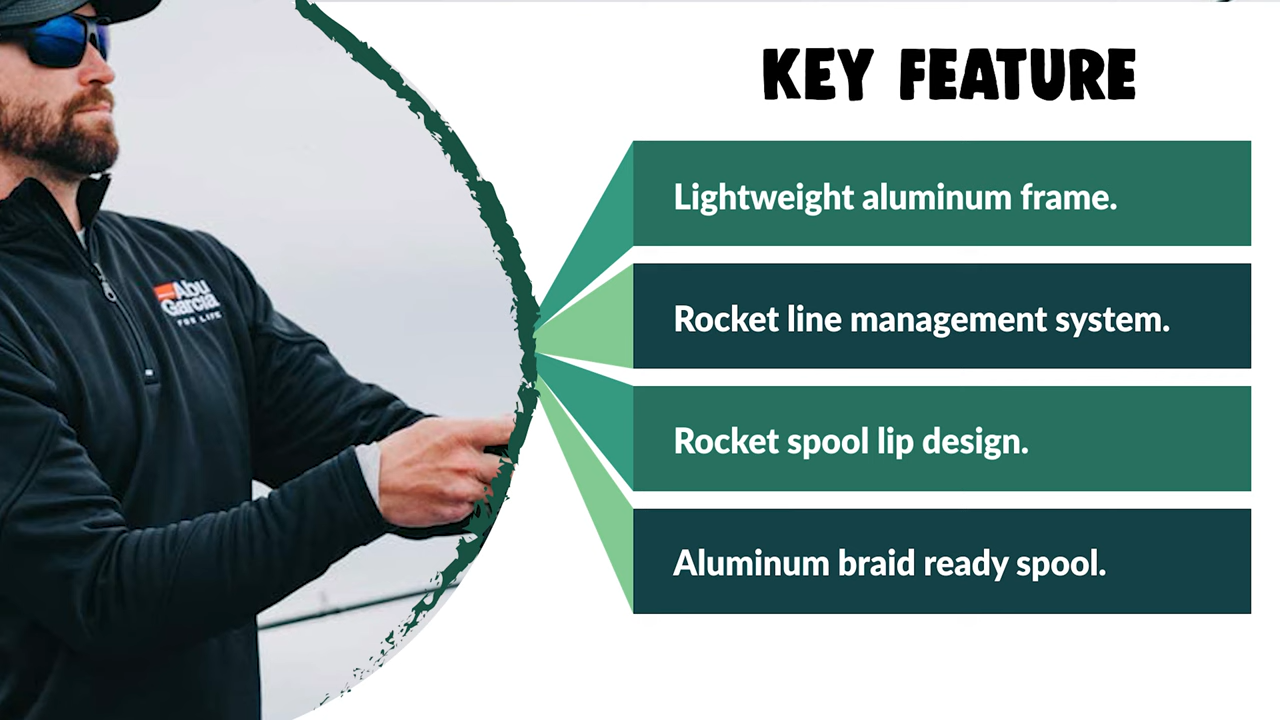 KEY FEATURE
Lightweight aluminum frame.
Rocket line management system.
Rocket spool lip design.
Aluminum braid ready spool.
Abu
Garcia
FOR LIFE